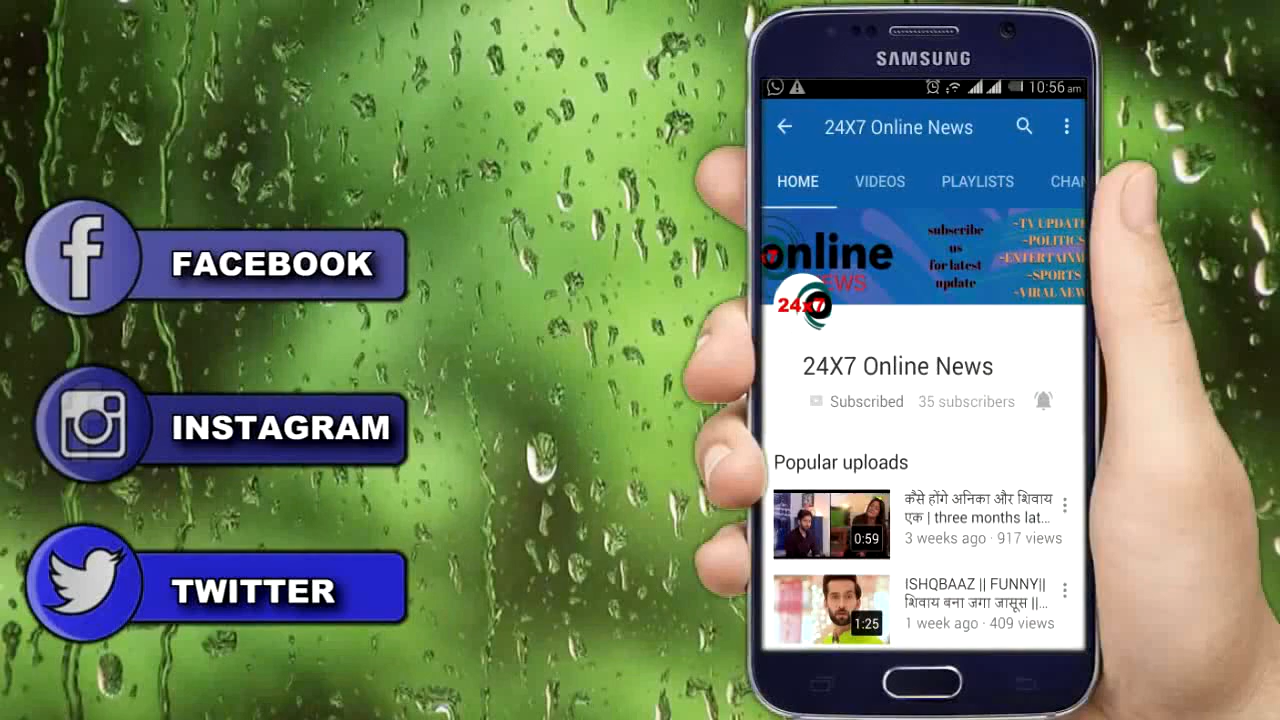 FACEBOOK
INSTAGRAM
TWITTER
SAMSUNG
10:56 am
24X7 Online News
HOME VIDEOS PLAYLISTS CHAN
online
NEWS
24x7
subscribe
us
for latest
update
~TV UPDATE
~POLITICS
~ENTERTAINM
~SPORTS
~VIRAL NEW
24X7 Online News
Subscribed 35 subscribers
Popular uploads
0:59
कैसे होंगे अनिका और शिवाय
एक | three months lat...
3 weeks ago · 917 views
1:25
ISHQBAAZ || FUNNY||
शिवाय बना जगा जासूस ||...
1 week ago · 409 views